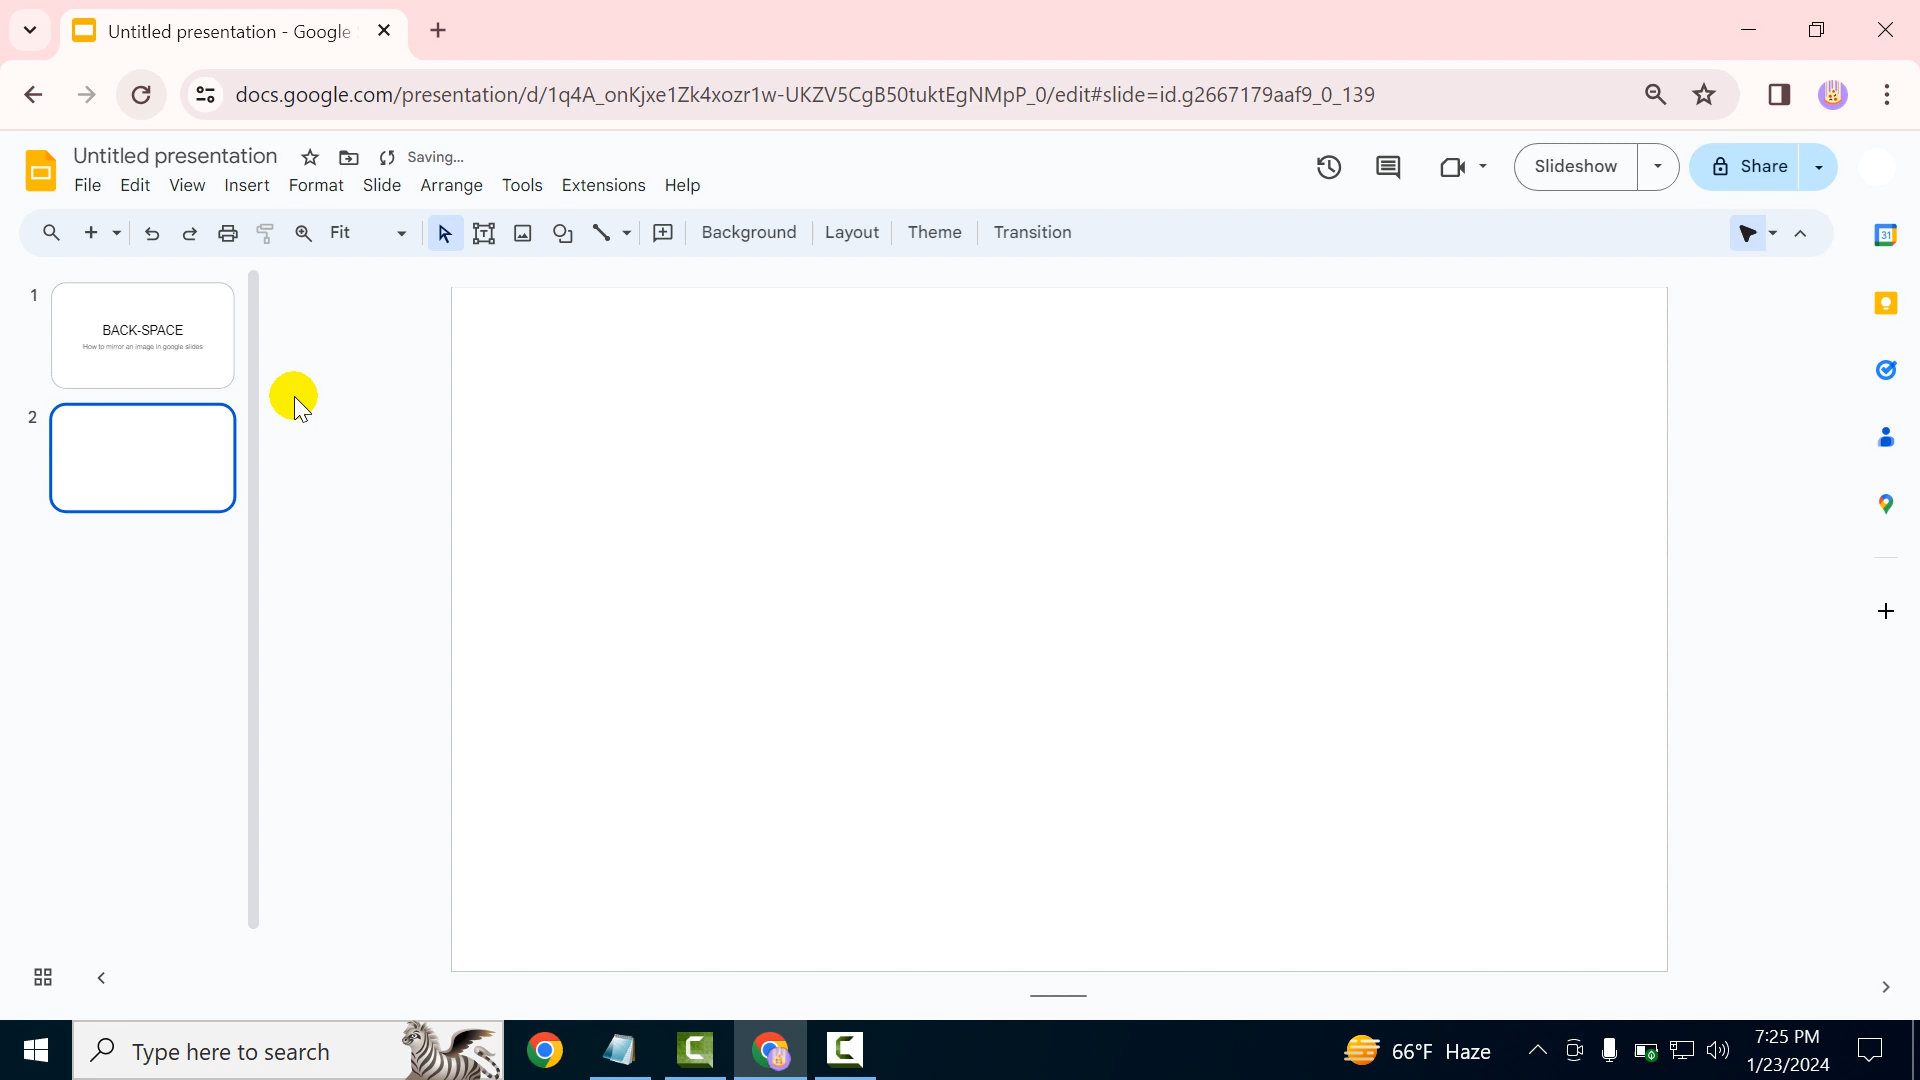 Untitled presentation - Google
docs.google.com/presentation/d/1q4A_onKjxe1Zk4xozr1w-UKZV5CgB50tuktEgNMpP_0/edit#slide=id.g2667179aaf9_0_139
Untitled presentation Saving...
File Edit View Insert Format Slide Arrange Tools Extensions Help
Slideshow Share
Fit Background Layout Theme Transition
31
1
BACK-SPACE
How to mirror an image in google slides
2
Type here to search
66°F Haze
7:25 PM
1/23/2024